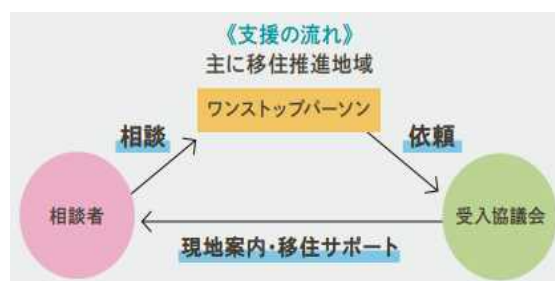 《支援の流れ》
主に移住推進地域
ワンストップパーソン
相談
依頼
相談者
受入協議会
現地案内・移住サポート